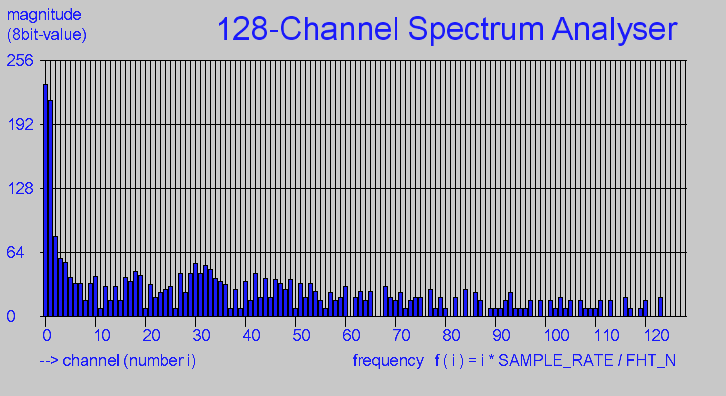 magnitude
(8bit-value)
128-Channel Spectrum Analyser
256
192
128
64
0
0 10 20 30 40 50 60 70 80 90 100 110 120
--> channel (number i) frequency f ( i ) = i * SAMPLE_RATE / FHT_N